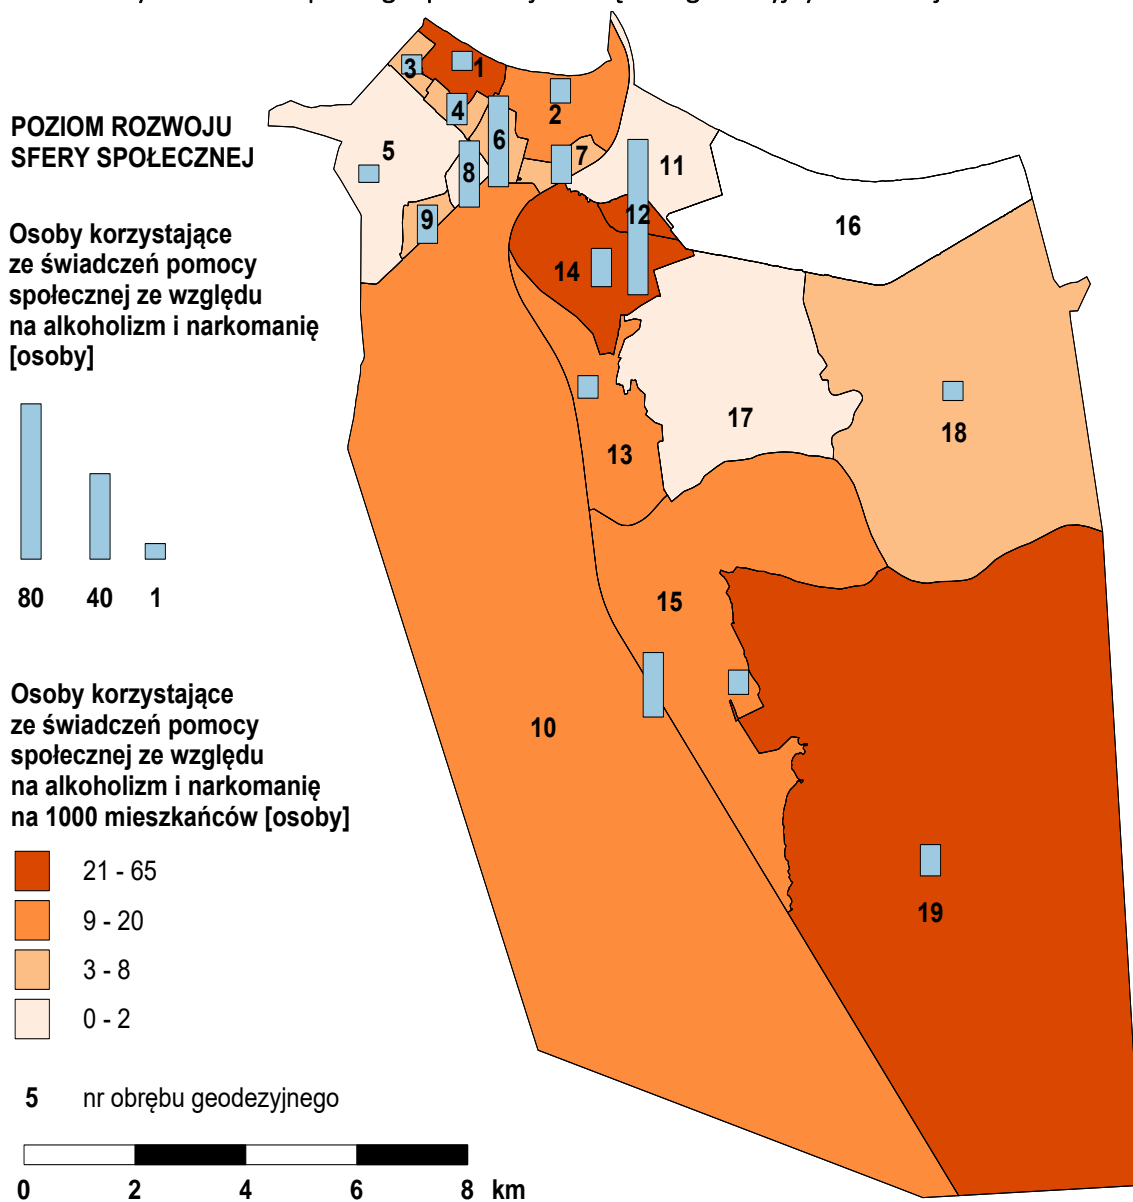 POZIOM ROZWOJU
SFERY SPOŁECZNEJ
Osoby korzystające
ze świadczeń pomocy
społecznej ze względu
na alkoholizm i narkomanię
[osoby]
80 40 1
Osoby korzystające
ze świadczeń pomocy
społecznej ze względu
na alkoholizm i narkomanię
na 1000 mieszkańców [osoby]
21 - 65
9 - 20
3 - 8
0 - 2
5 nr obrębu geodezyjnego
0 2 4 6 8 km
1
3
4
2
6
7
5
8
11
9
12
16
14
17
13
18
15
10
19